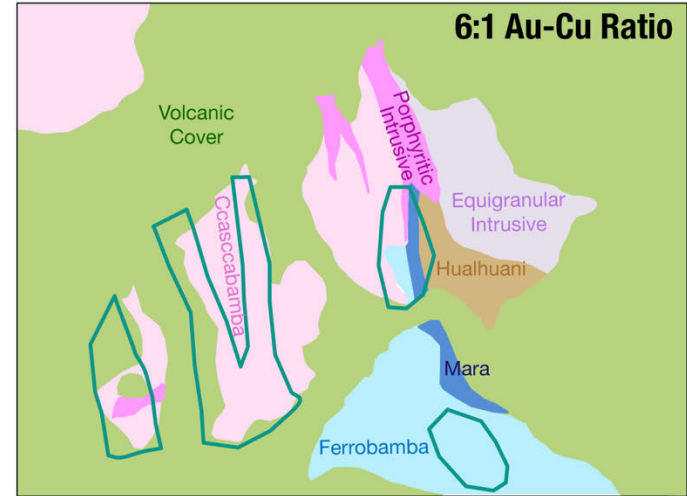 6:1 Au-Cu Ratio
Volcanic
Cover
Porphyritic
Intrusive
Equigranular
Intrusive
Ccasccabamba
Hualhuani
Mara
Ferrobamba